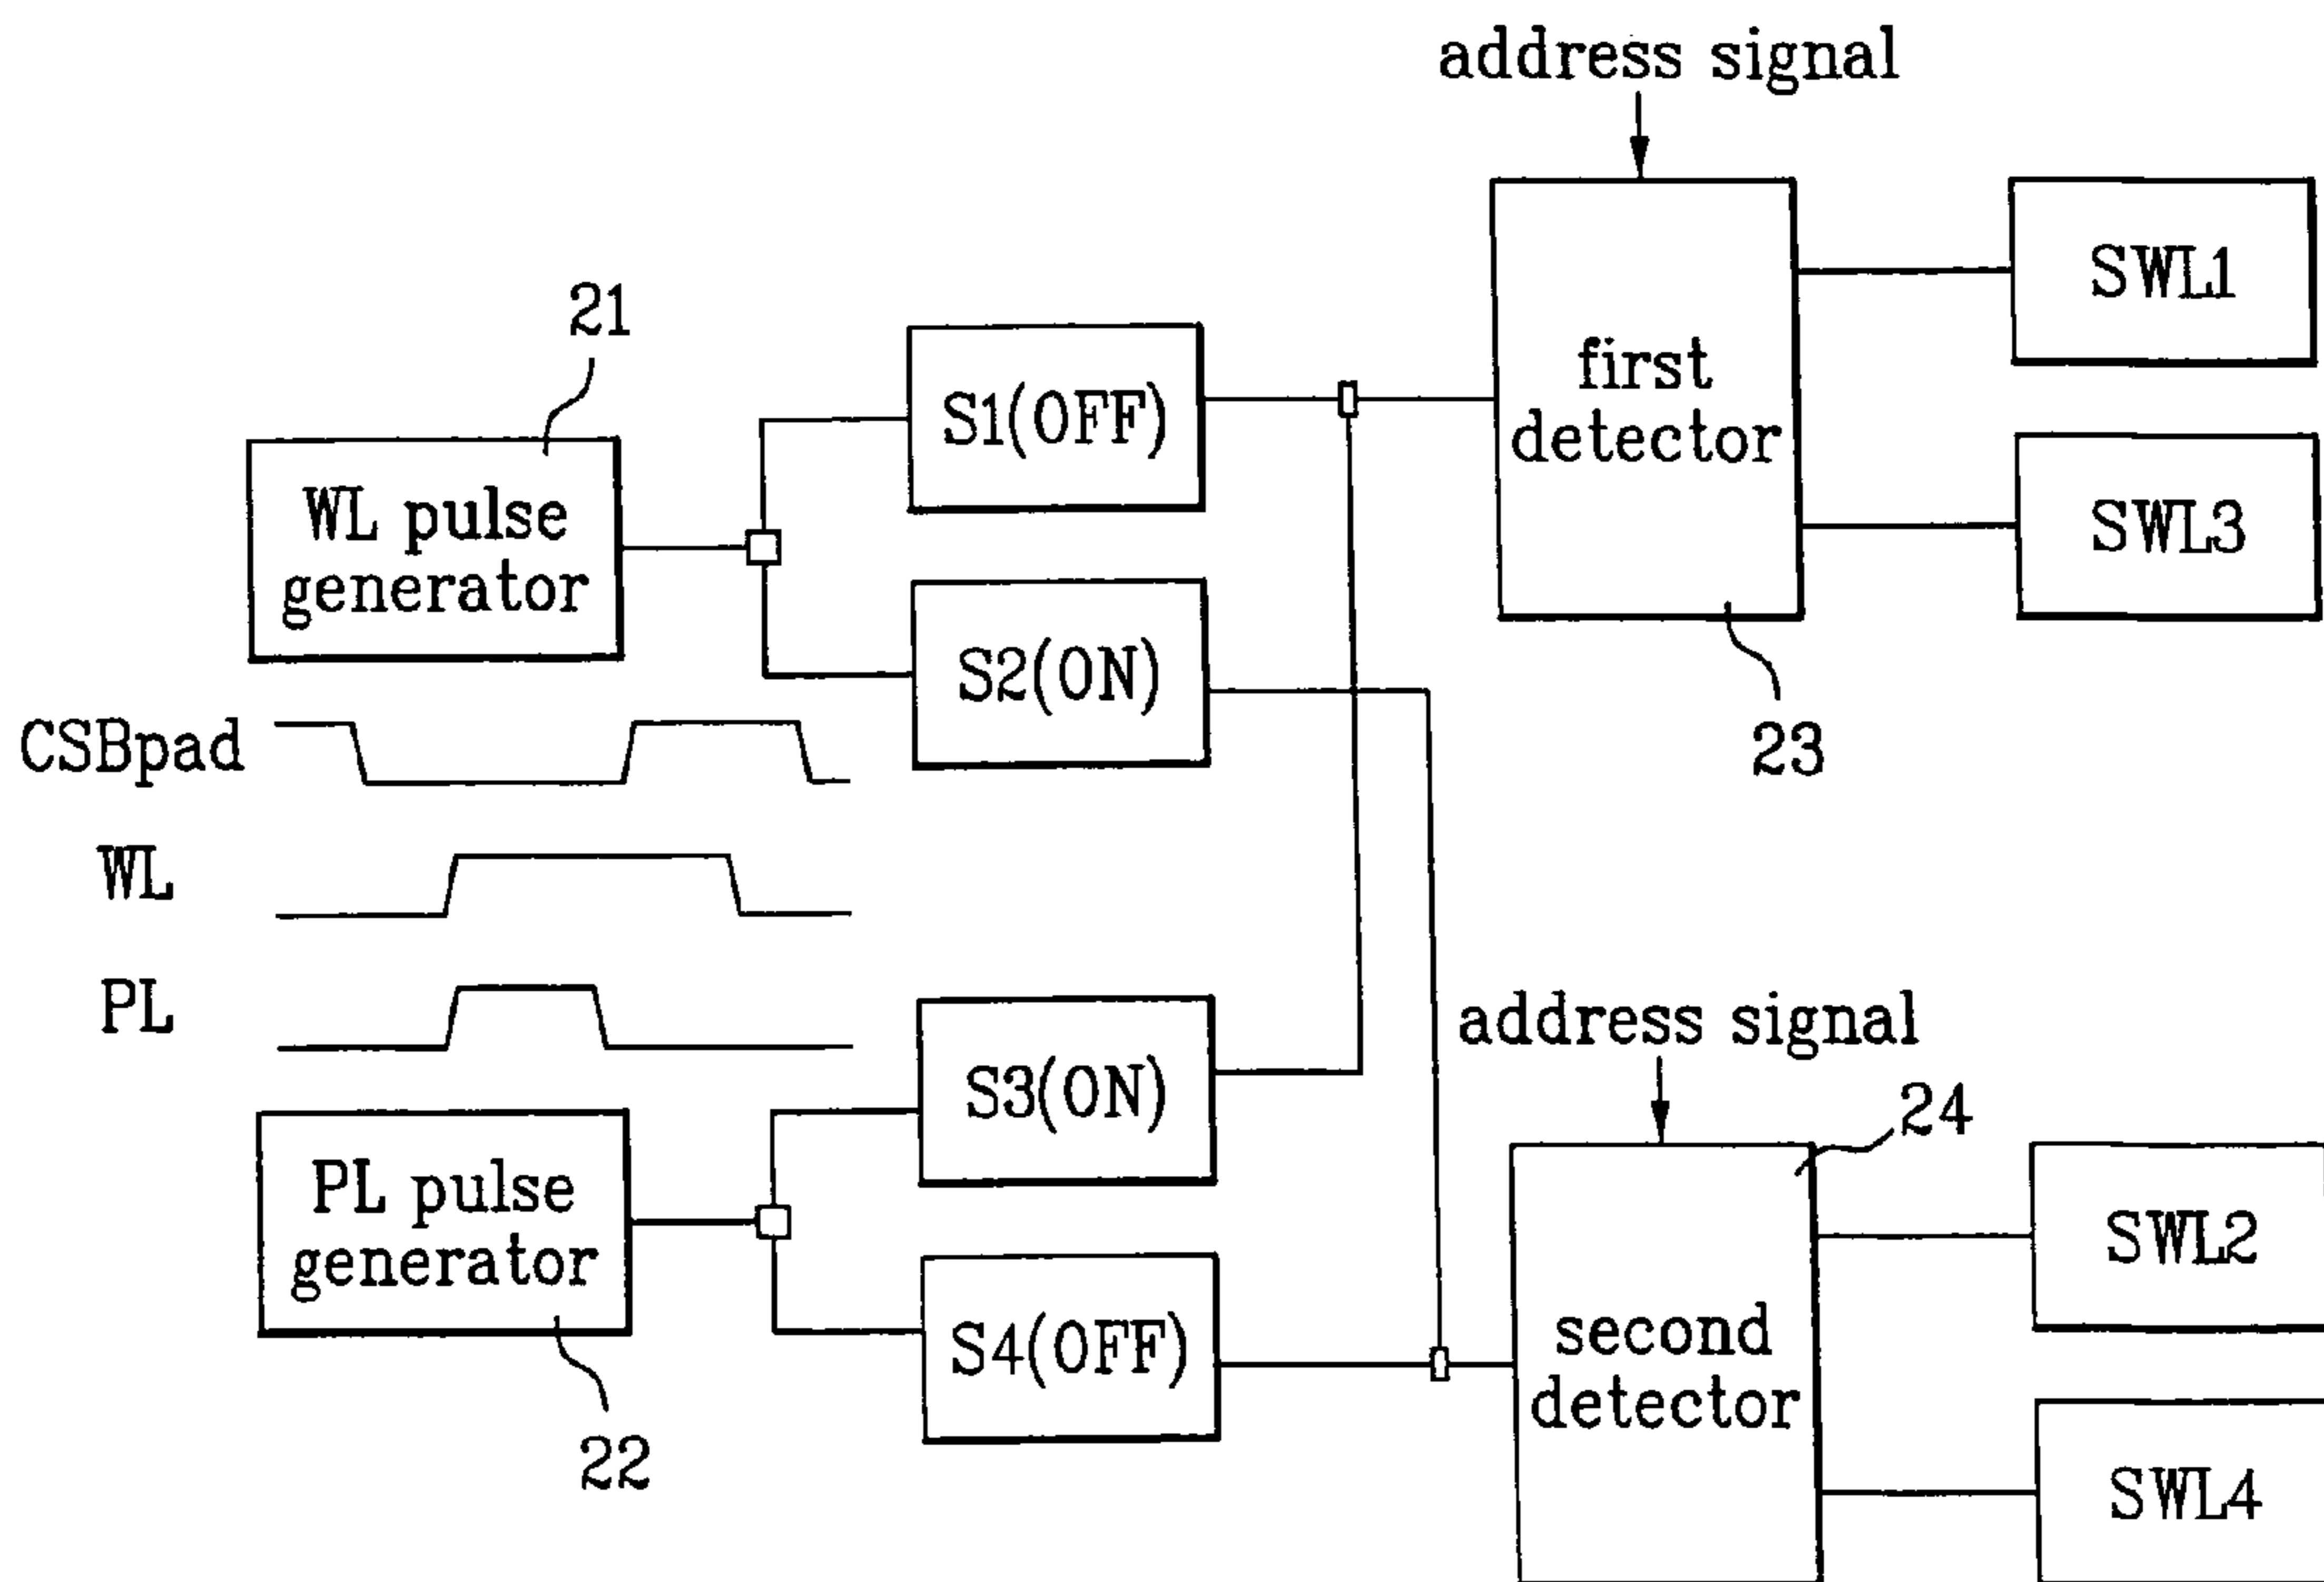 address signal
21
S1(OFF)
first
detector
SWL1
WL pulse
generator
SWL3
S2(ON)
CSBpad
23
WL
PL
address signal
S3(ON)
24
PL pulse
generator
SWL2
S4(OFF)
second
detector
22
SWL4